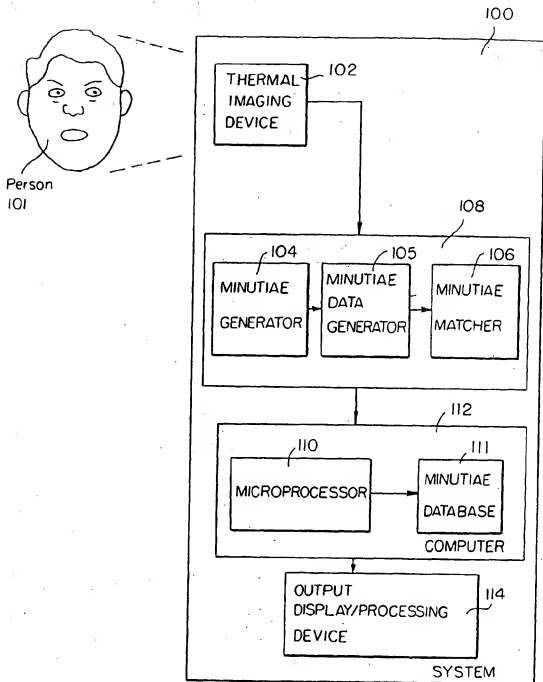 100
THERMAL
IMAGING
DEVICE
102
Person
101
108
104
MINUTIAE
GENERATOR
105
MINUTIAE
DATA
GENERATOR
106
MINUTIAE
MATCHER
112
110
MICROPROCESSOR
111
MINUTIAE
DATABASE
COMPUTER
OUTPUT
DISPLAY/PROCESSING
DEVICE
114
SYSTEM